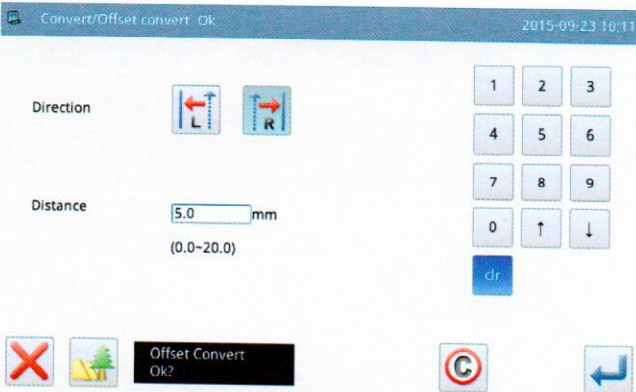 Convert/Offset convert Ok
2015-09-23 10:11
Direction
L
R
1 2 3
4 5 6
7 8 9
0 ↑ ↓
clr
Distance
5.0 mm
(0.0~20.0)
Offset Convert
Ok?
C